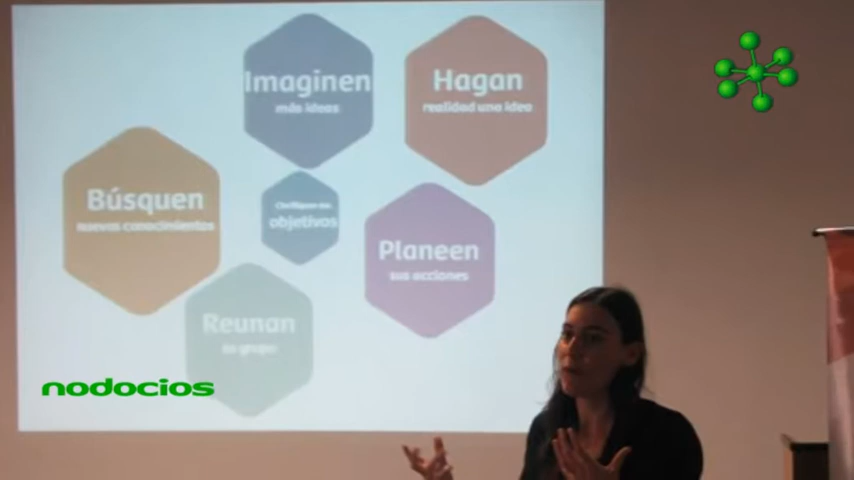 Imaginen
más ideas
Hagan
realidad una idea
Búsquen
nuevos conocimientos
objetivos
Planeen
sus acciones
Reunan
su grupo
nodocios